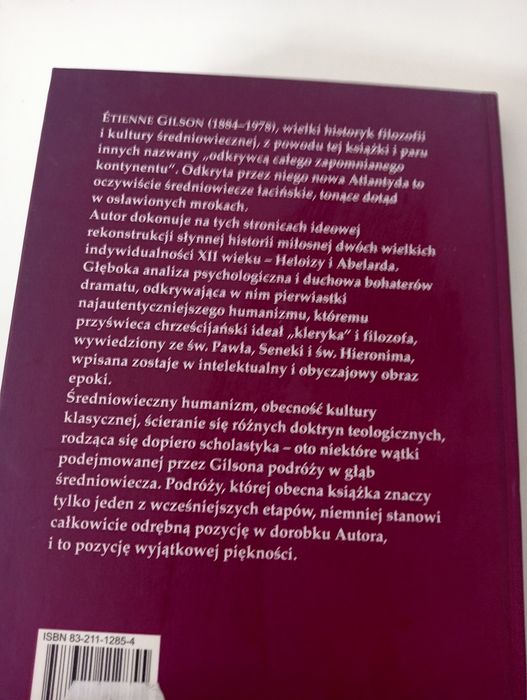 ÉTIENNE GILSON (1884–1978), wielki historyk filozofii
i kultury średniowiecznej, z powodu tej książki i paru
innych nazwany „odkrywcą całego zapomnianego
kontynentu”. Odkryta przez niego nowa Atlantyda to
oczywiście średniowiecze łacińskie, tonące dotąd
w osławionych mrokach.
Autor dokonuje na tych stronicach ideowej
rekonstrukcji słynnej historii miłosnej dwóch wielkich
indywidualności XII wieku – Heloizy i Abelarda.
Głęboka analiza psychologiczna i duchowa bohaterów
dramatu, odkrywająca w nim pierwiastki
najautentyczniejszego humanizmu, któremu
przyświeca chrześcijański ideał „kleryka” i filozofa,
wywiedziony ze św. Pawła, Seneki i św. Hieronima,
wpisana zostaje w intelektualny i obyczajowy obraz
epoki.
Średniowieczny humanizm, obecność kultury
klasycznej, ścieranie się różnych doktryn teologicznych,
rodząca się dopiero scholastyka – oto niektóre wątki
podejmowanej przez Gilsona podróży w głąb
średniowiecza. Podróży, której obecna książka znaczy
tylko jeden z wcześniejszych etapów, niemniej stanowi
całkowicie odrębną pozycję w dorobku Autora,
i to pozycję wyjątkowej piękności.
ISBN 83-211-1285-4